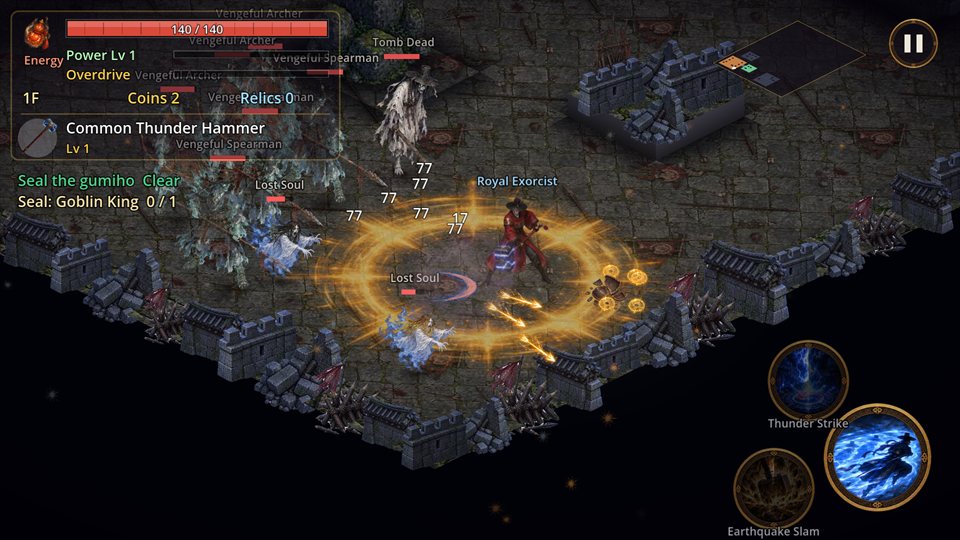 Vengeful Archer
140 / 140
Vengeful Archer
Tomb Dead
Energy
Power Lv 1
Vengeful Spearman
Overdrive
Vengeful Archer
1F
Coins 2
Relics 0
Common Thunder Hammer
Lv 1
Vengeful Spearman
Seal the gumiho Clear
Lost Soul
Royal Exorcist
Seal: Goblin King 0 / 1
77
77
77
77
77
17
77
Lost Soul
Thunder Strike
Earthquake Slam